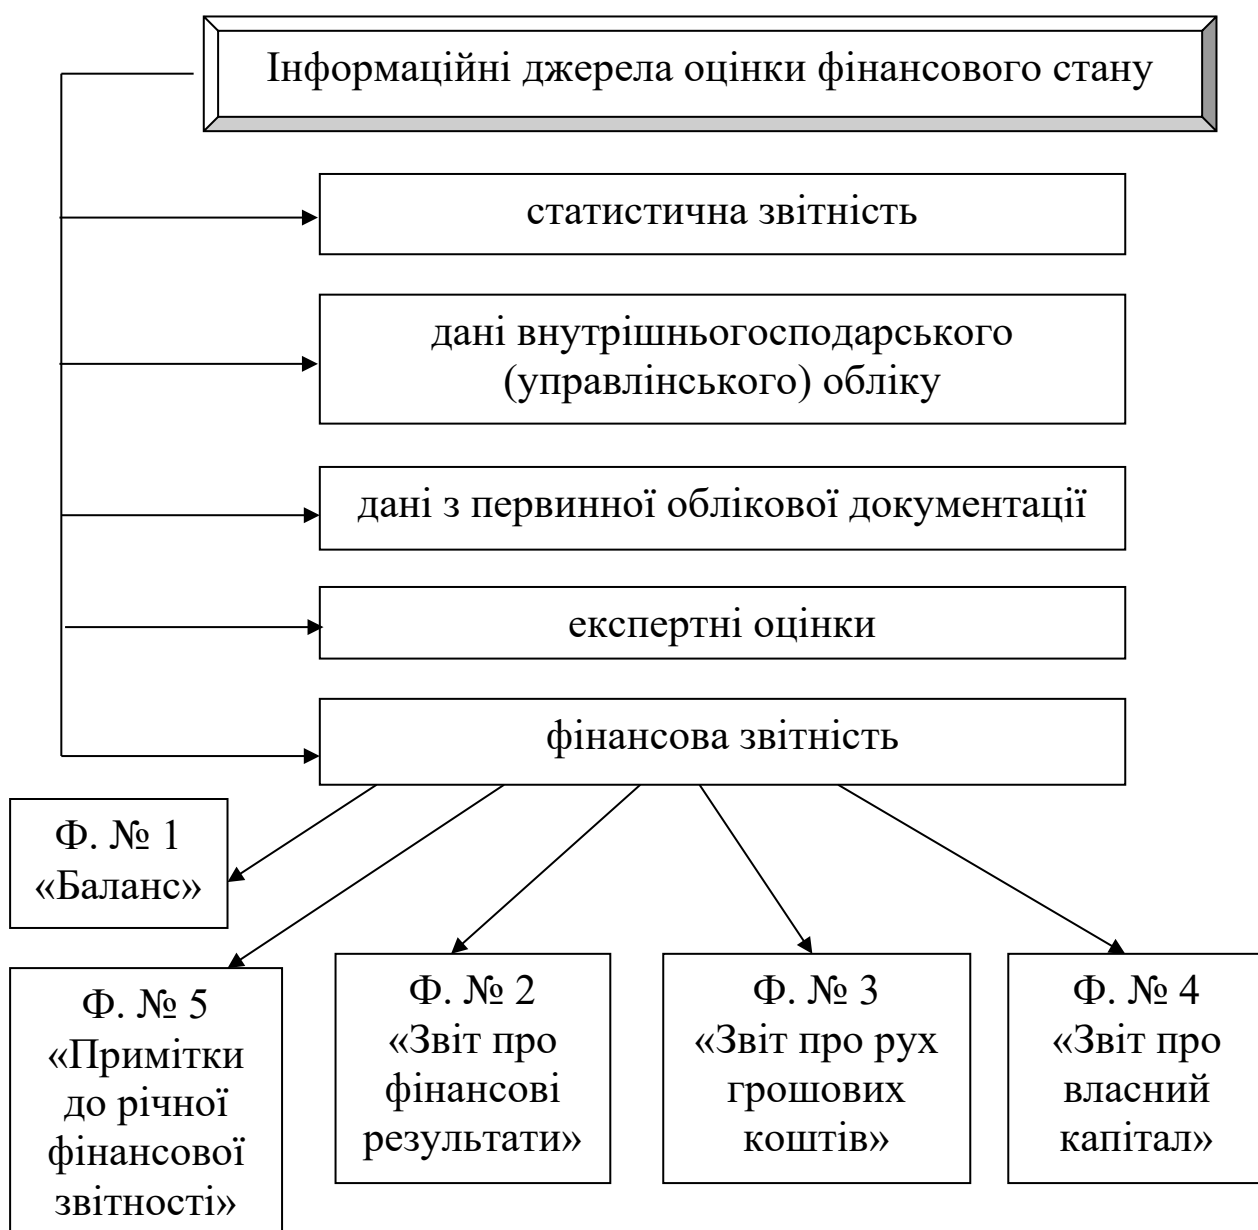 Інформаційні джерела оцінки фінансового стану
статистична звітність
дані внутрішньогосподарського
(управлінського) обліку
дані з первинної облікової документації
експертні оцінки
фінансова звітність
Ф. № 1
«Баланс»
Ф. № 5
«Примітки
до річної
фінансової
звітності»
Ф. № 2
«Звіт про
фінансові
результати»
Ф. № 3
«Звіт про рух
грошових
коштів»
Ф. № 4
«Звіт про
власний
капітал»